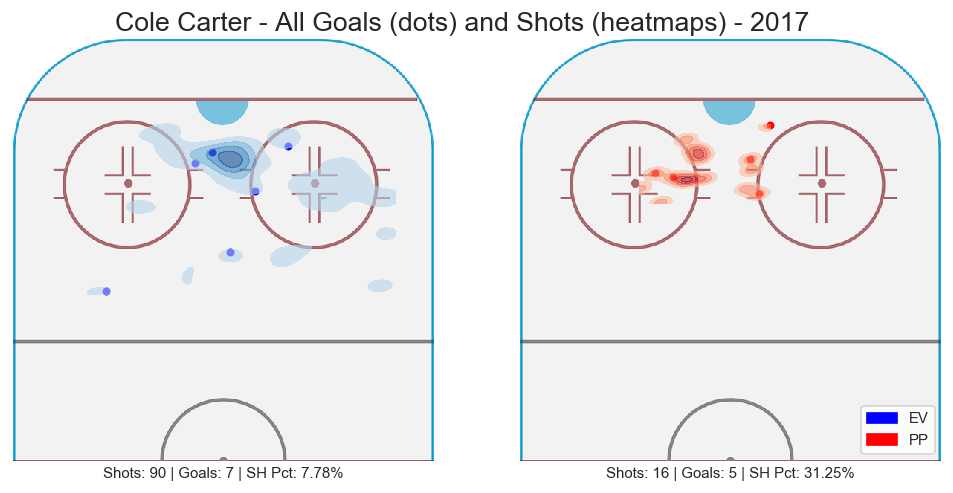 Cole Carter - All Goals (dots) and Shots (heatmaps) - 2017
EV
PP
Shots: 90 | Goals: 7 | SH Pct: 7.78%
Shots: 16 | Goals: 5 | SH Pct: 31.25%